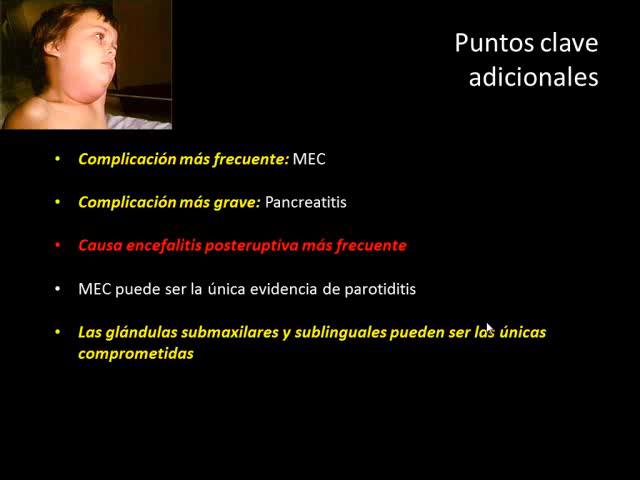 Puntos clave
adicionales
• Complicación más frecuente: MEC
• Complicación más grave: Pancreatitis
• Causa encefalitis posteruptiva más frecuente
• MEC puede ser la única evidencia de parotiditis
• Las glándulas submaxilares y sublinguales pueden ser las únicas
comprometidas